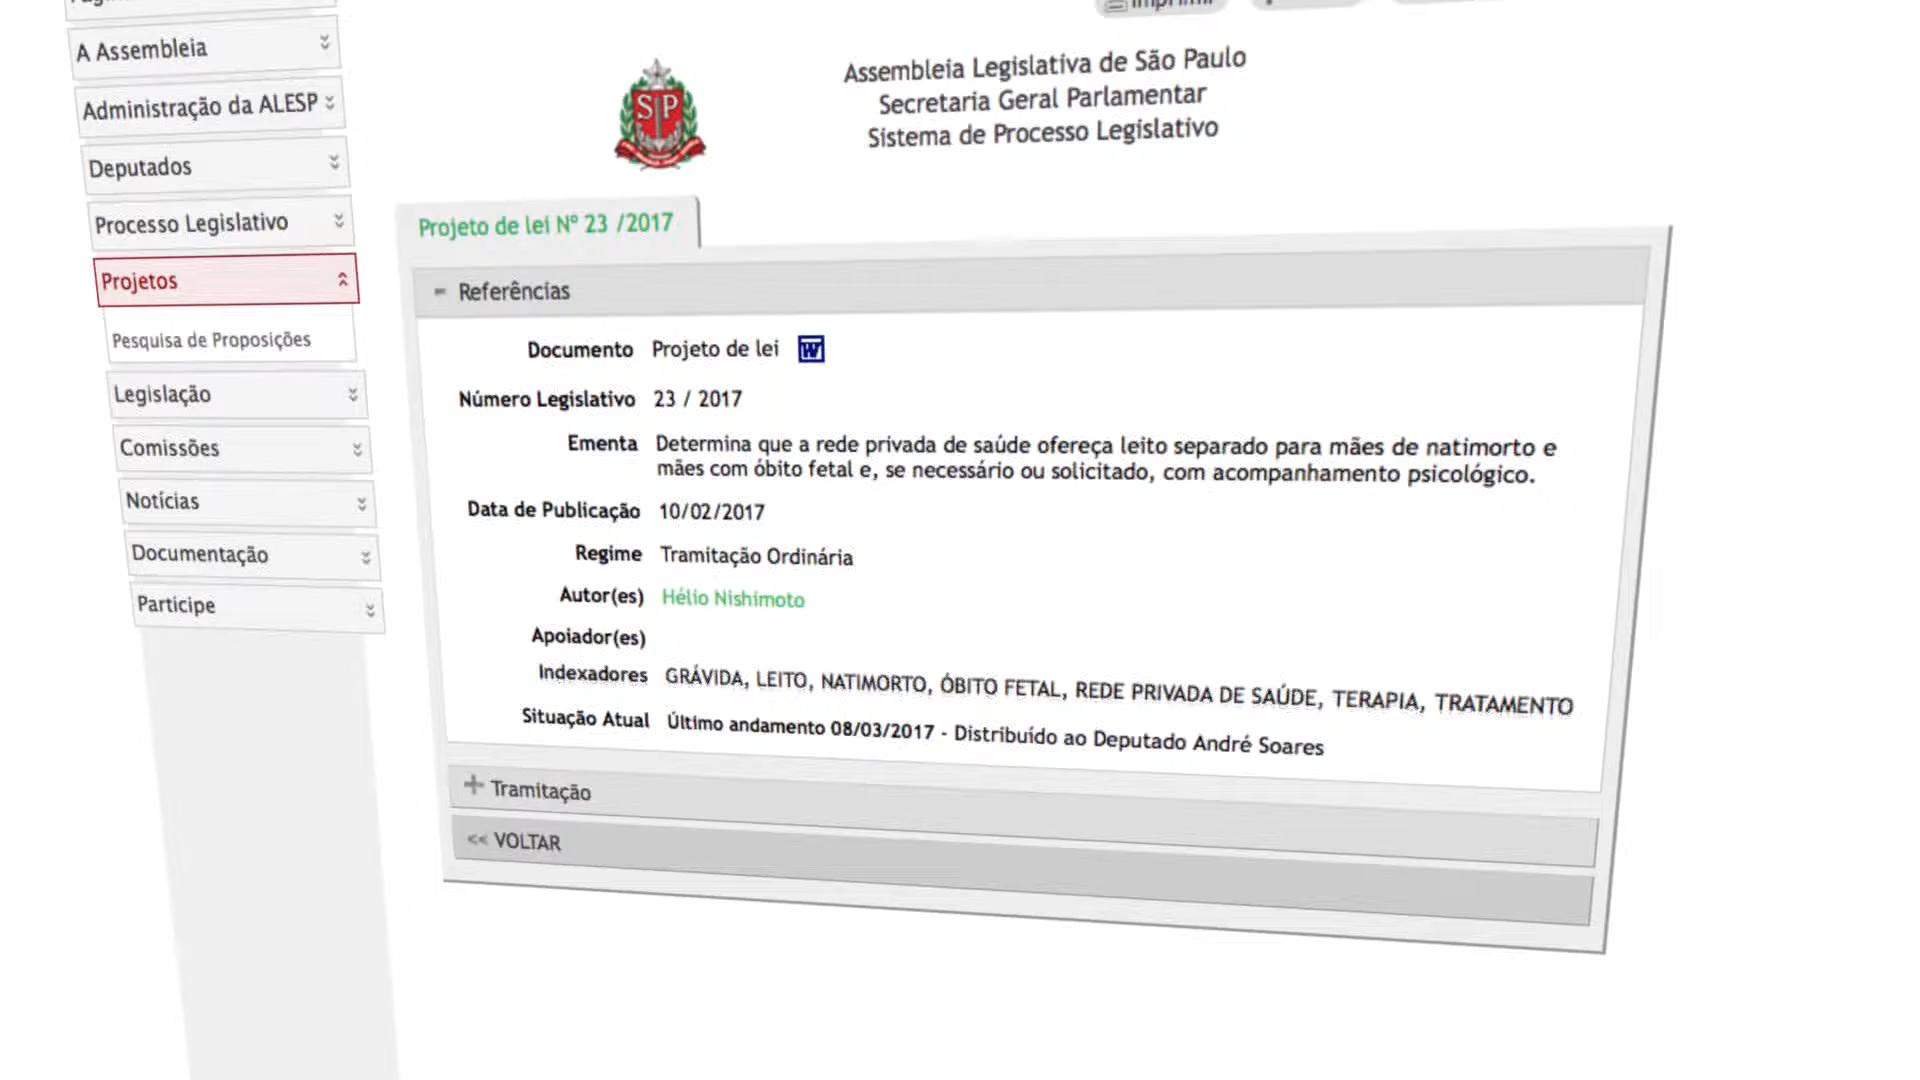 A Assembleia
Administração da ALESP
Deputados
Processo Legislativo
Projetos
Pesquisa de Proposições
Legislação
Comissões
Notícias
Documentação
Participe
Imprimir
SP
Assembleia Legislativa de São Paulo
Secretaria Geral Parlamentar
Sistema de Processo Legislativo
Projeto de lei Nº 23 /2017
Referências
Documento Projeto de lei W
Número Legislativo 23 / 2017
Ementa Determina que a rede privada de saúde ofereça leito separado para mães de natimorto e
mães com óbito fetal e, se necessário ou solicitado, com acompanhamento psicológico.
Data de Publicação 10/02/2017
Regime Tramitação Ordinária
Autor(es) Hélio Nishimoto
Apoiador(es)
Indexadores GRÁVIDA, LEITO, NATIMORTO, ÓBITO FETAL, REDE PRIVADA DE SAÚDE, TERAPIA, TRATAMENTO
Situação Atual Último andamento 08/03/2017 - Distribuído ao Deputado André Soares
+ Tramitação
<< VOLTAR